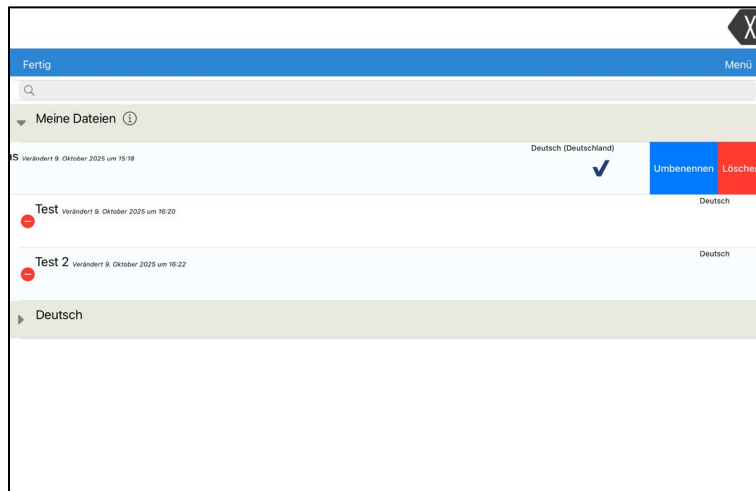 Fertig
Menü
Meine Dateien
Deutsch (Deutschland)
Verändert 9. Oktober 2025 um 15:18
Umbenennen
Test Verändert 9. Oktober 2025 um 16:20
Deutsch
Test 2 Verändert 9. Oktober 2025 um 16:22
Deutsch
Deutsch